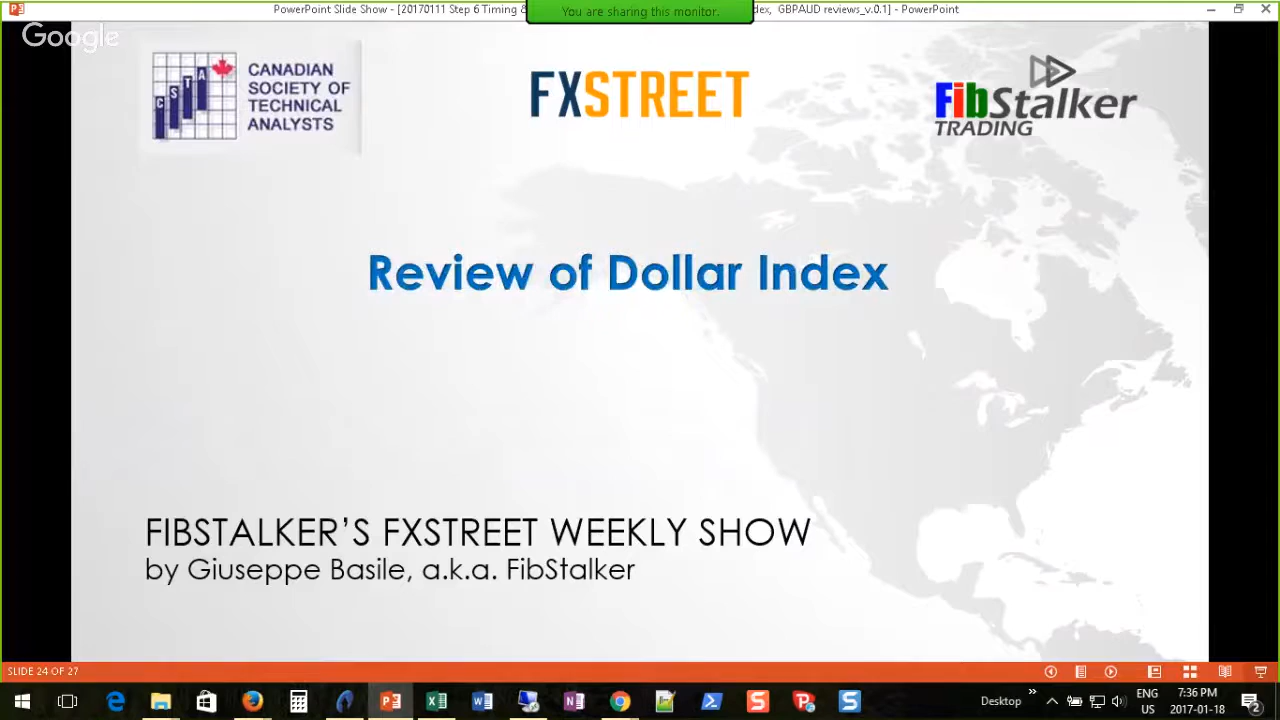 PowerPoint Slide Show - [20170111 Step 6 Timing &
You are sharing this monitor.
dex, GBPAUD reviews_v.0.1] - PowerPoint
Google
CSTA
CANADIAN
SOCIETY OF
TECHNICAL
ANALYSTS
FXSTREET
FibStalker
TRADING
Review of Dollar Index
FIBSTALKER'S FXSTREET WEEKLY SHOW
by Giuseppe Basile, a.k.a. FibStalker
SLIDE 24 OF 27
Desktop
ENG
US
7:36 PM
2017-01-18
2